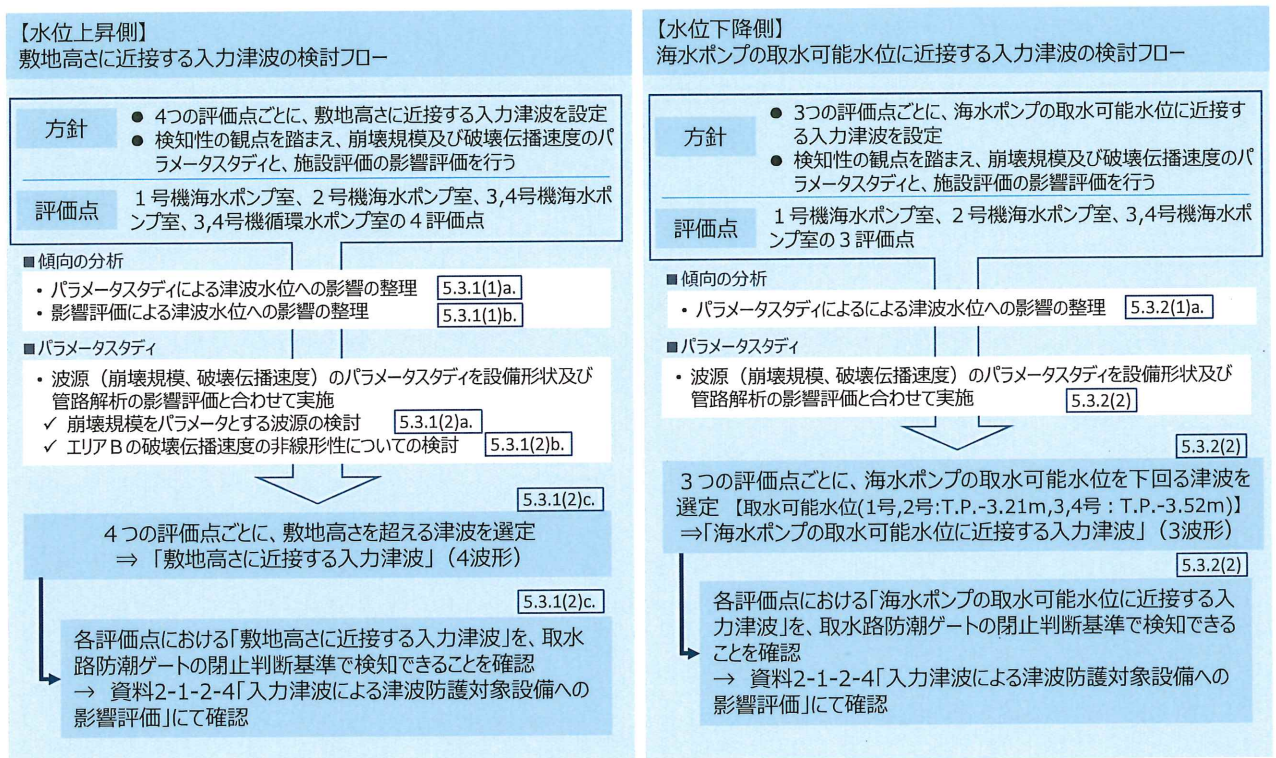 【水位上昇側】
敷地高さに近接する入力津波の検討フロー
方針
● 4つの評価点ごとに、敷地高さに近接する入力津波を設定
● 検知性の観点を踏まえ、崩壊規模及び破壊伝播速度のパ
ラメータスタディと、施設評価の影響評価を行う
評価点
1号機海水ポンプ室、2号機海水ポンプ室、3,4号機海水ポ
ンプ室、3,4号機循環水ポンプ室の4評価点
■傾向の分析
・パラメータスタディによる津波水位への影響の整理 5.3.1(1)a.
・影響評価による津波水位への影響の整理 5.3.1(1)b.
■パラメータスタディ
・波源（崩壊規模、破壊伝播速度）のパラメータスタディを設備形状及び
管路解析の影響評価と合わせて実施
✓ 崩壊規模をパラメータとする波源の検討 5.3.1(2)a.
✓ エリアBの破壊伝播速度の非線形性についての検討 5.3.1(2)b.
5.3.1(2)c.
4つの評価点ごとに、敷地高さを超える津波を選定
⇒「敷地高さに近接する入力津波」（4波形）
5.3.1(2)c.
各評価点における「敷地高さに近接する入力津波」を、取水
路防潮ゲートの閉止判断基準で検知できることを確認
→ 資料2-1-2-4「入力津波による津波防護対象設備への
影響評価」にて確認
【水位下降側】
海水ポンプの取水可能水位に近接する入力津波の検討フロー
方針
● 3つの評価点ごとに、海水ポンプの取水可能水位に近接す
る入力津波を設定
● 検知性の観点を踏まえ、崩壊規模及び破壊伝播速度のパ
ラメータスタディと、施設評価の影響評価を行う
評価点
1号機海水ポンプ室、2号機海水ポンプ室、3,4号機海水ポ
ンプ室の3評価点
■傾向の分析
・パラメータスタディによるによる津波水位への影響の整理 5.3.2(1)a.
■パラメータスタディ
・波源（崩壊規模、破壊伝播速度）のパラメータスタディを設備形状及び
管路解析の影響評価と合わせて実施 5.3.2(2)
5.3.2(2)
3つの評価点ごとに、海水ポンプの取水可能水位を下回る津波を
選定 【取水可能水位(1号,2号:T.P.-3.21m,3,4号：T.P.-3.52m)】
⇒「海水ポンプの取水可能水位に近接する入力津波」（3波形）
5.3.2(2)
各評価点における「海水ポンプの取水可能水位に近接する入
力津波」を、取水路防潮ゲートの閉止判断基準で検知できる
ことを確認
→ 資料2-1-2-4「入力津波による津波防護対象設備への
影響評価」にて確認